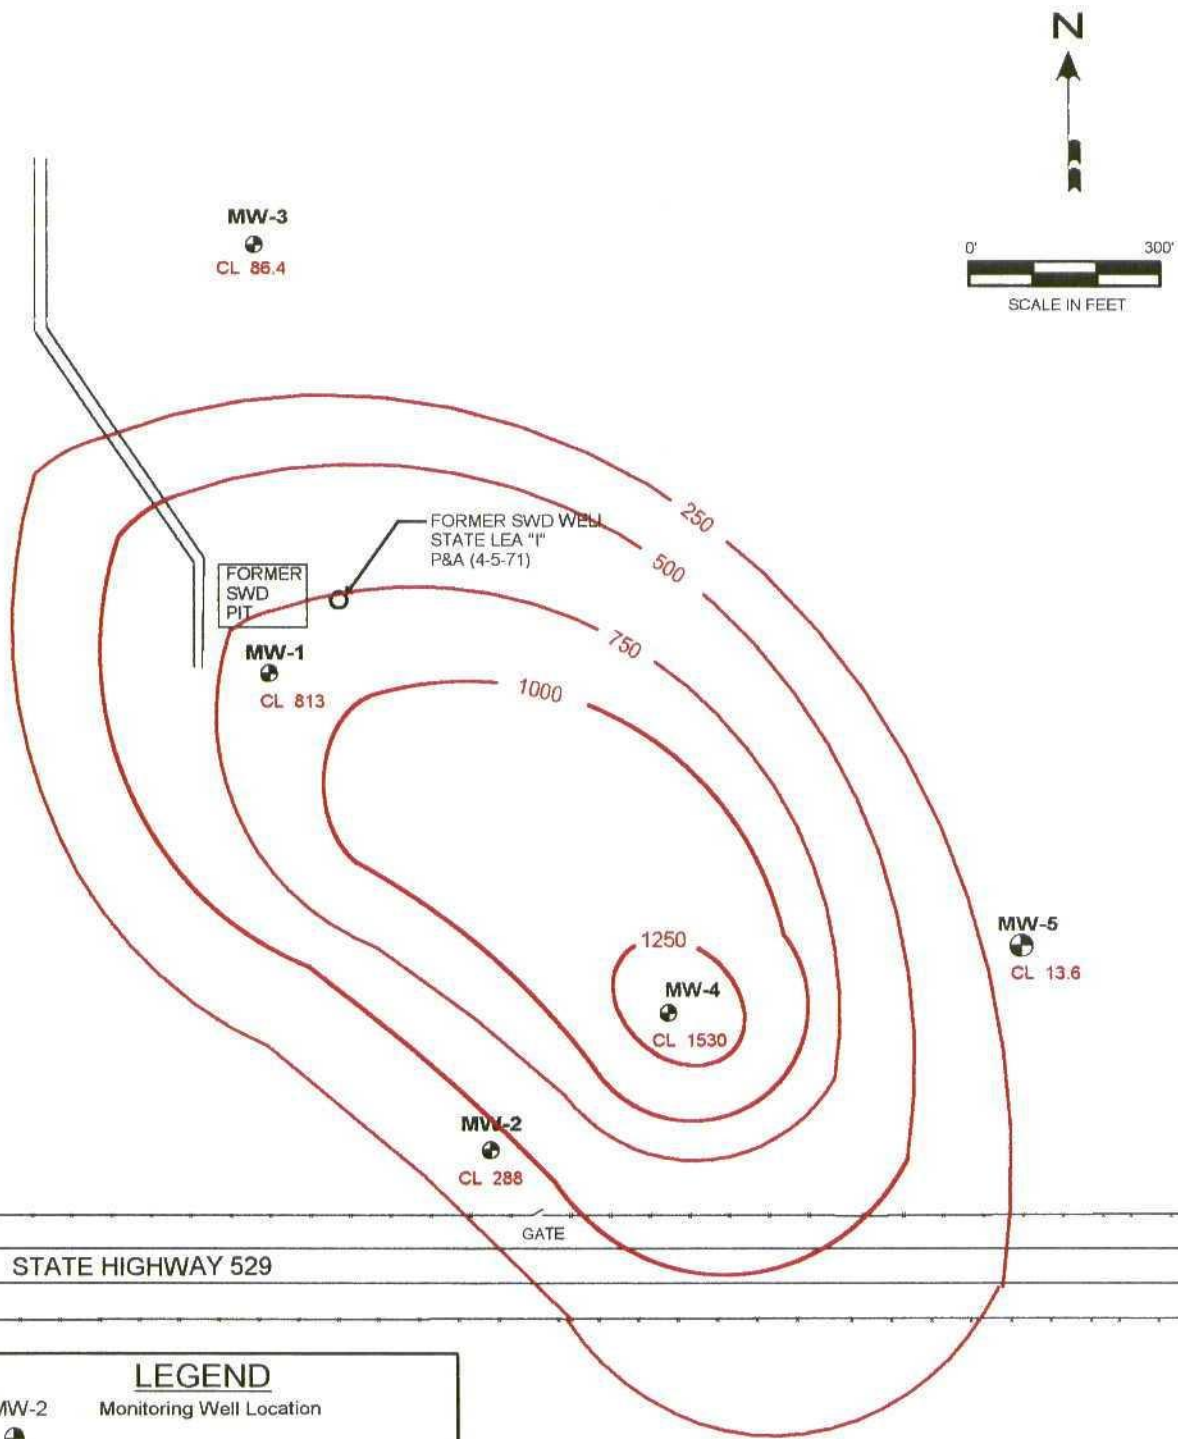 N
MW-3
CL 86.4
0' 300'
SCALE IN FEET
250
FORMER SWD WELL
STATE LEA "I"
P&A (4-5-71)
500
FORMER
SWD
PIT
750
MW-1
CL 813
1000
MW-5
CL 13.6
1250
MW-4
CL 1530
MW-2
CL 288
GATE
STATE HIGHWAY 529
LEGEND
MW-2 Monitoring Well Location